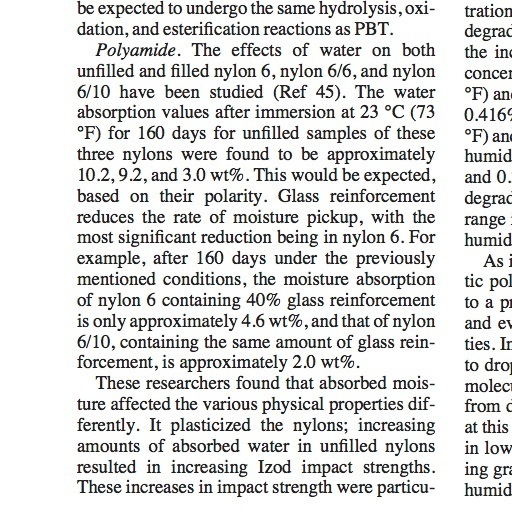 be expected to undergo the same hydrolysis, oxi-
dation, and esterification reactions as PBT.
Polyamide. The effects of water on both
unfilled and filled nylon 6, nylon 6/6, and nylon
6/10 have been studied (Ref 45). The water
absorption values after immersion at 23 °C (73
°F) for 160 days for unfilled samples of these
three nylons were found to be approximately
10.2, 9.2, and 3.0 wt%. This would be expected,
based on their polarity. Glass reinforcement
reduces the rate of moisture pickup, with the
most significant reduction being in nylon 6. For
example, after 160 days under the previously
mentioned conditions, the moisture absorption
of nylon 6 containing 40% glass reinforcement
is only approximately 4.6 wt%, and that of nylon
6/10, containing the same amount of glass rein-
forcement, is approximately 2.0 wt%.
These researchers found that absorbed mois-
ture affected the various physical properties dif-
ferently. It plasticized the nylons; increasing
amounts of absorbed water in unfilled nylons
resulted in increasing Izod impact strengths.
These increases in impact strength were particu-
tration
degrad
the inc
concer
°F) and
0.416%
°F) and
humid
and 0.
degrad
range
humid
As i
tic pol
to a pr
and ev
ties. In
to drop
molecu
from d
at this
in low
ing gra
humid